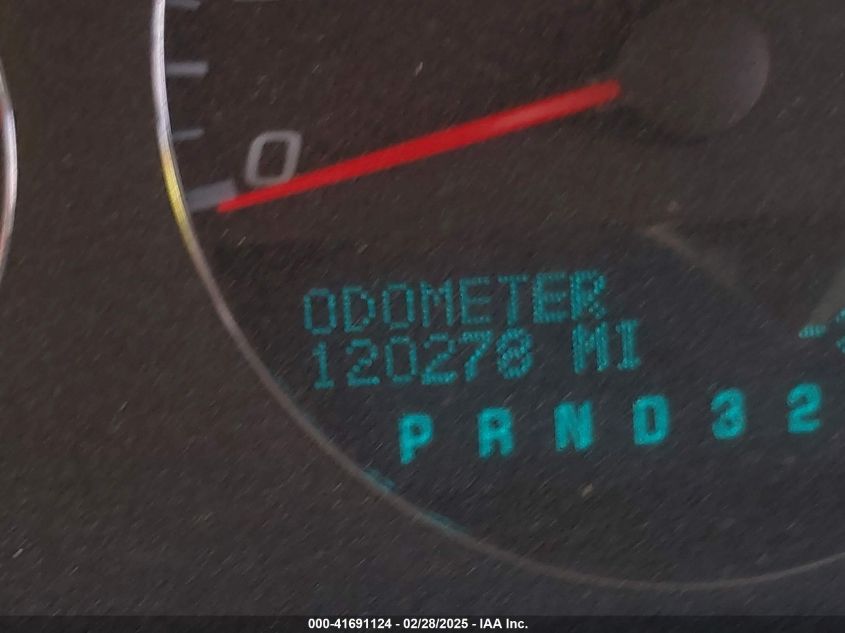 0
ODOMETER
120278 MI
P R N D 3 2
000-41691124 - 02/28/2025 - IAA Inc.